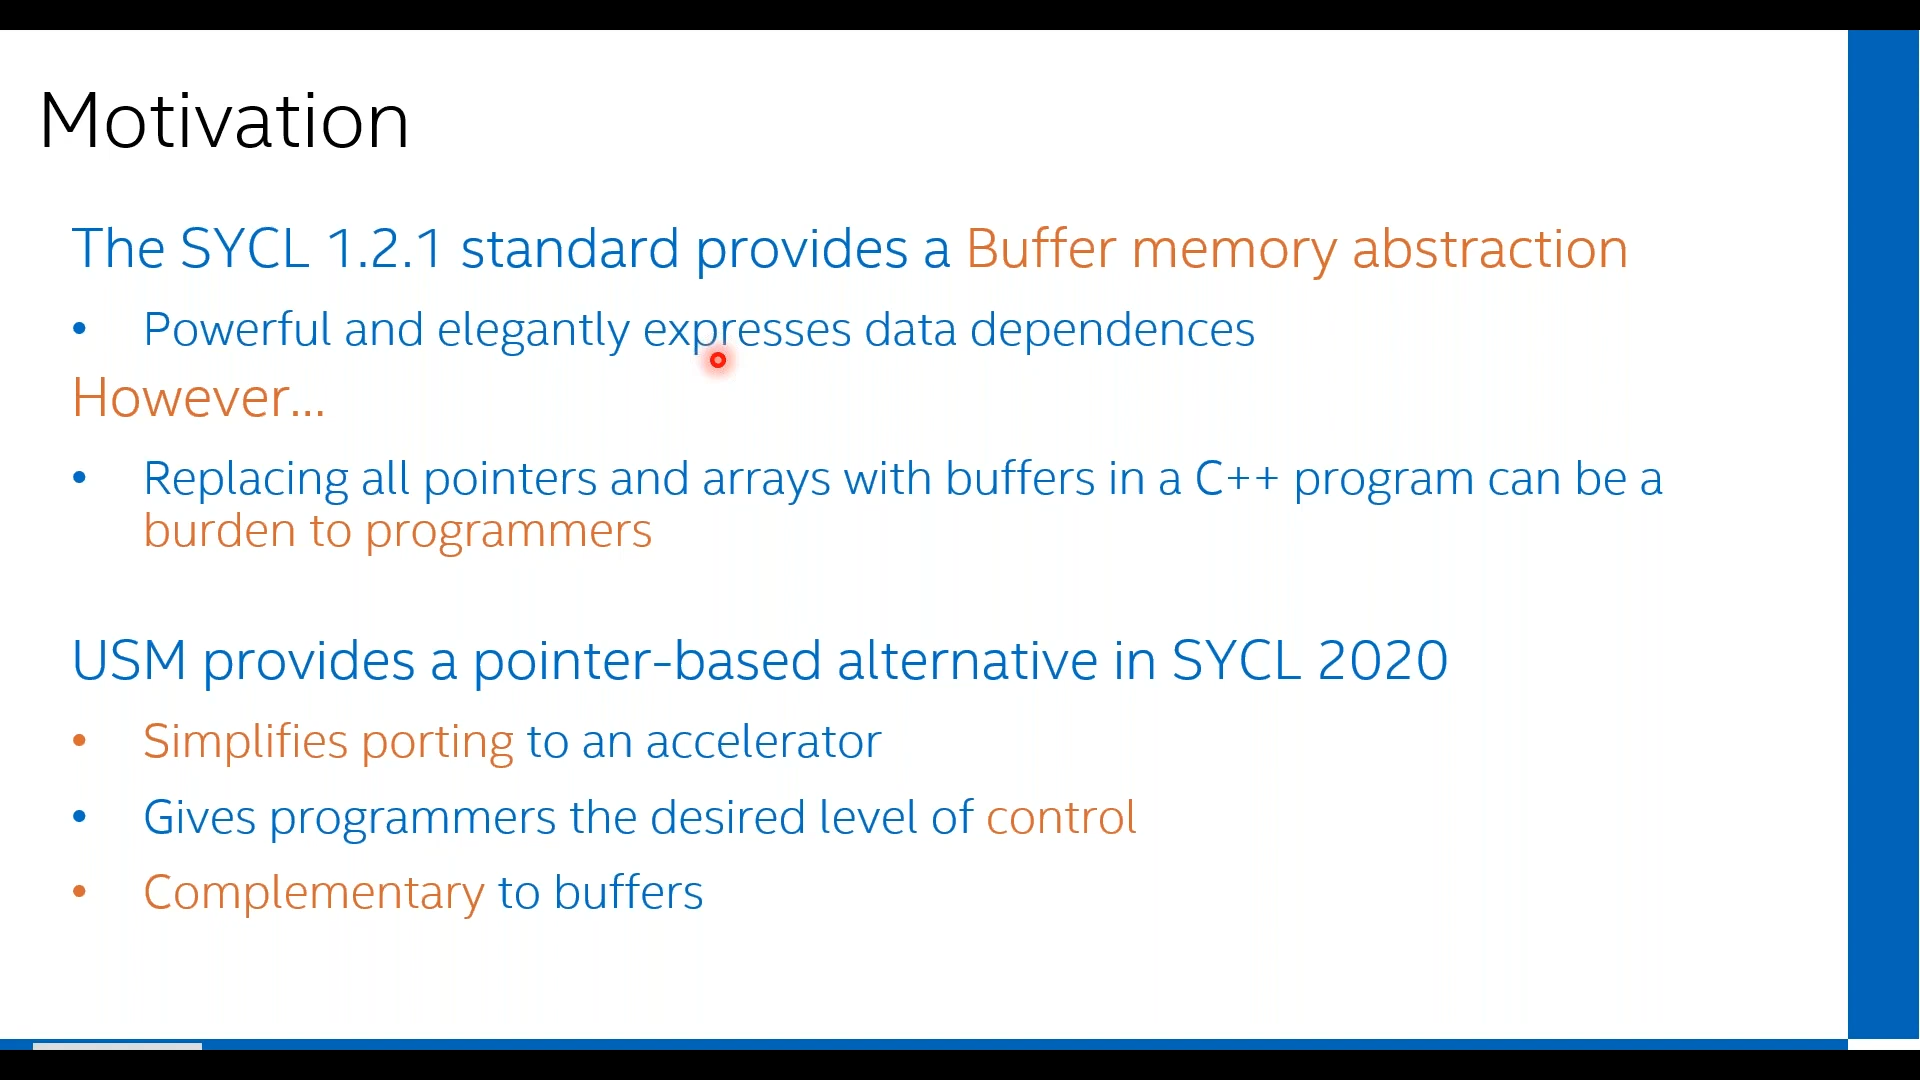 Motivation
The SYCL 1.2.1 standard provides a Buffer memory abstraction
• Powerful and elegantly expresses data dependences
However...
• Replacing all pointers and arrays with buffers in a C++ program can be a
burden to programmers
USM provides a pointer-based alternative in SYCL 2020
• Simplifies porting to an accelerator
• Gives programmers the desired level of control
• Complementary to buffers